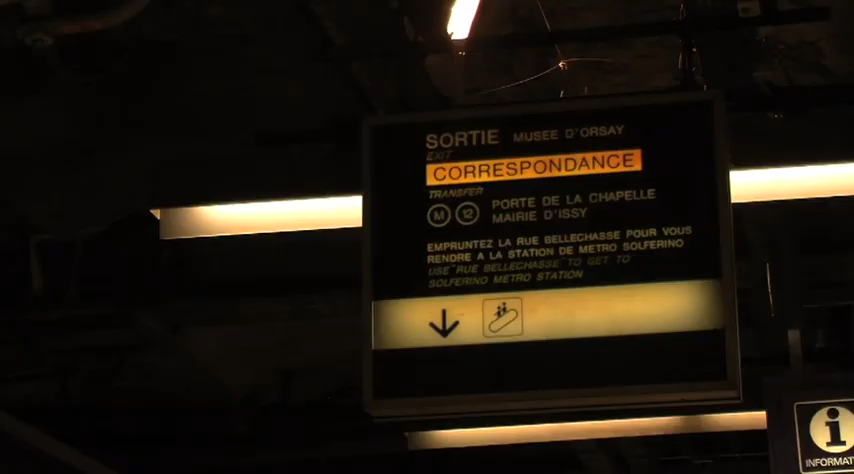 SORTIE MUSEE D'ORSAY
EXIT
CORRESPONDANCE
TRANSFER
M 12 PORTE DE LA CHAPELLE
MAIRIE D'ISSY
EMPRUNTEZ LA RUE BELLECHASSE POUR VOUS
RENDRE A LA STATION DE METRO SOLFERINO
USE "RUE BELLECHASSE" TO GET TO
SOLFERINO METRO STATION
i
INFORMAT